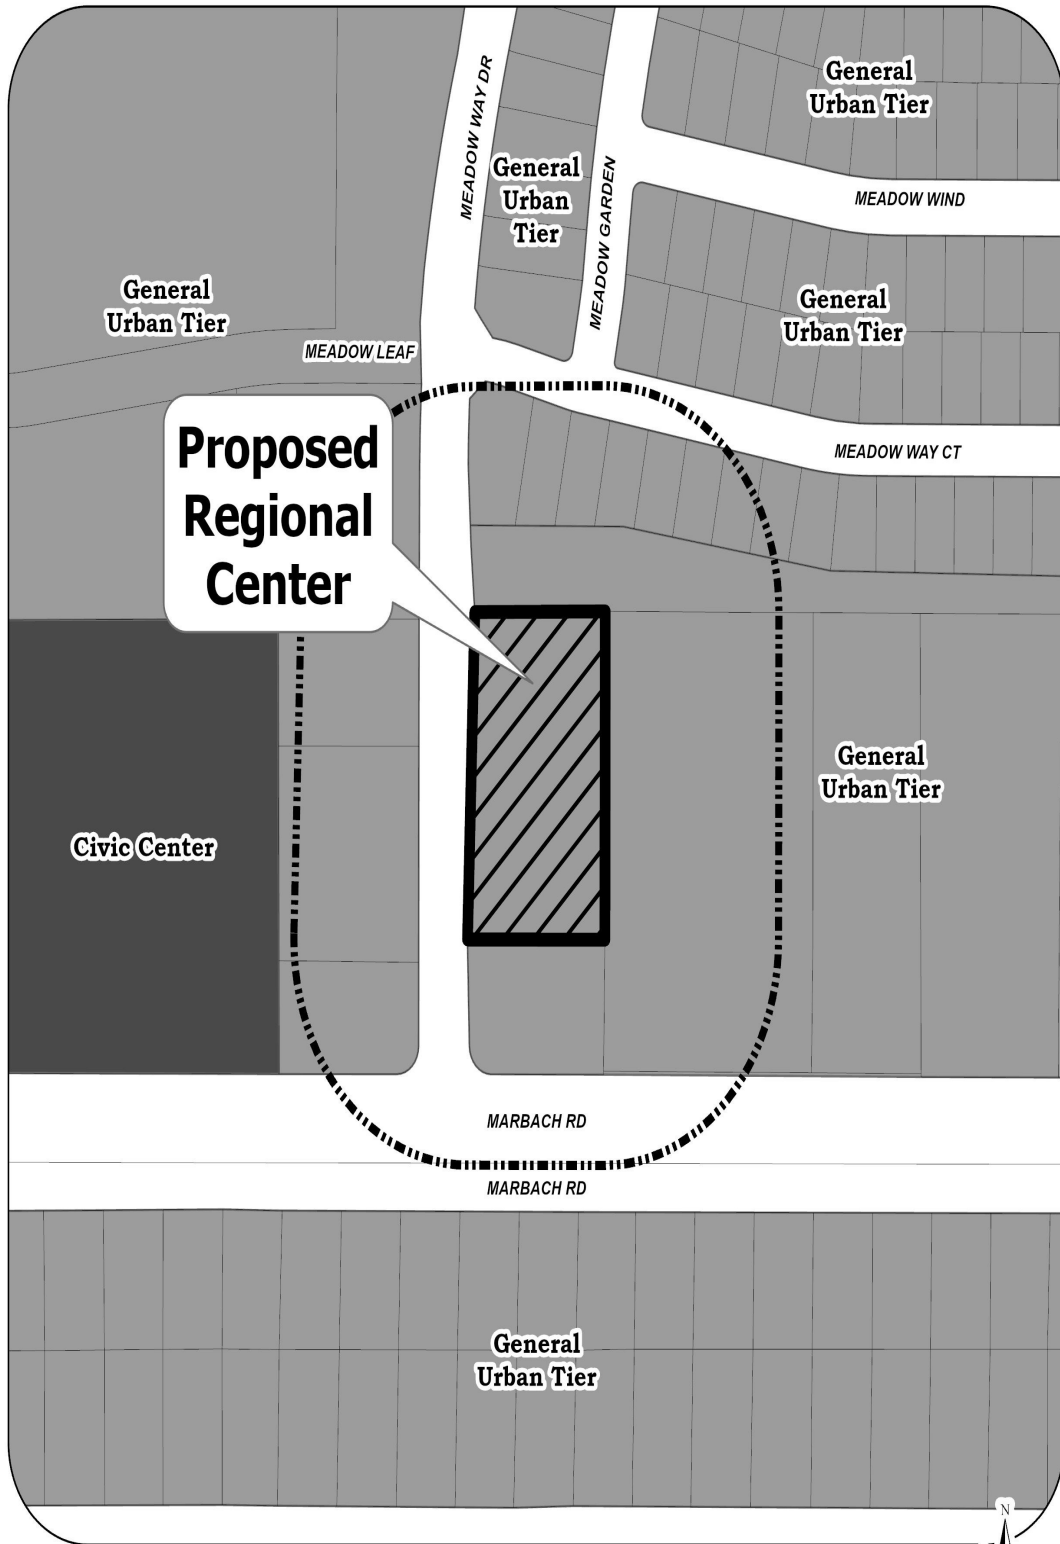 General
Urban Tier
MEADOW WAY DR
General
Urban
Tier
MEADOW GARDEN
MEADOW WIND
General
Urban Tier
General
Urban Tier
MEADOW LEAF
Proposed
Regional
Center
MEADOW WAY CT
General
Urban Tier
Civic Center
MARBACH RD
MARBACH RD
General
Urban Tier
N